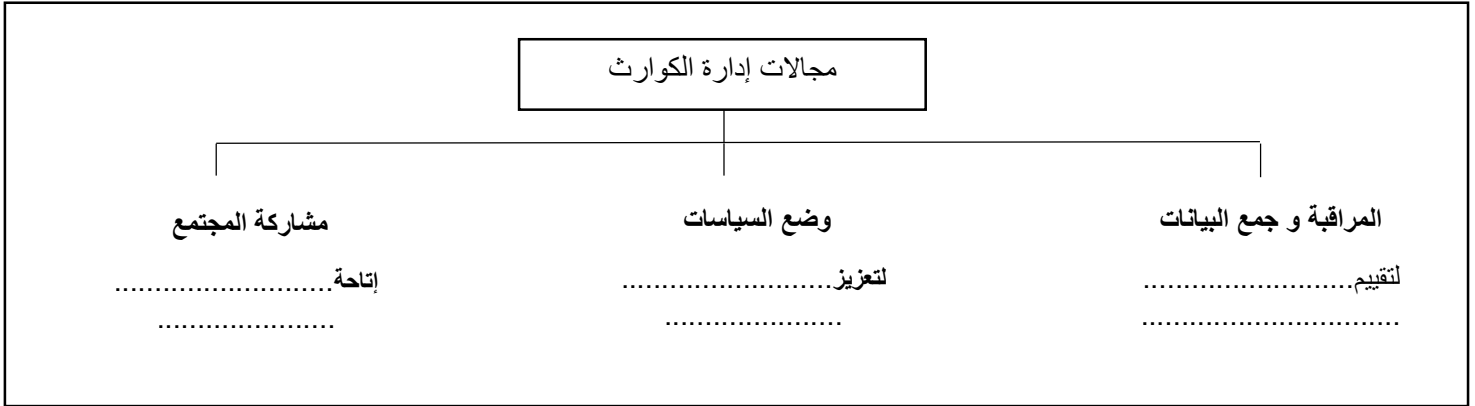 مجالات إدارة الكوارث
المراقبة و جمع البيانات
لتقييم..........................
................................
وضع السياسات
لتعزيز..........................
......................
مشاركة المجتمع
إتاحة...........................
......................